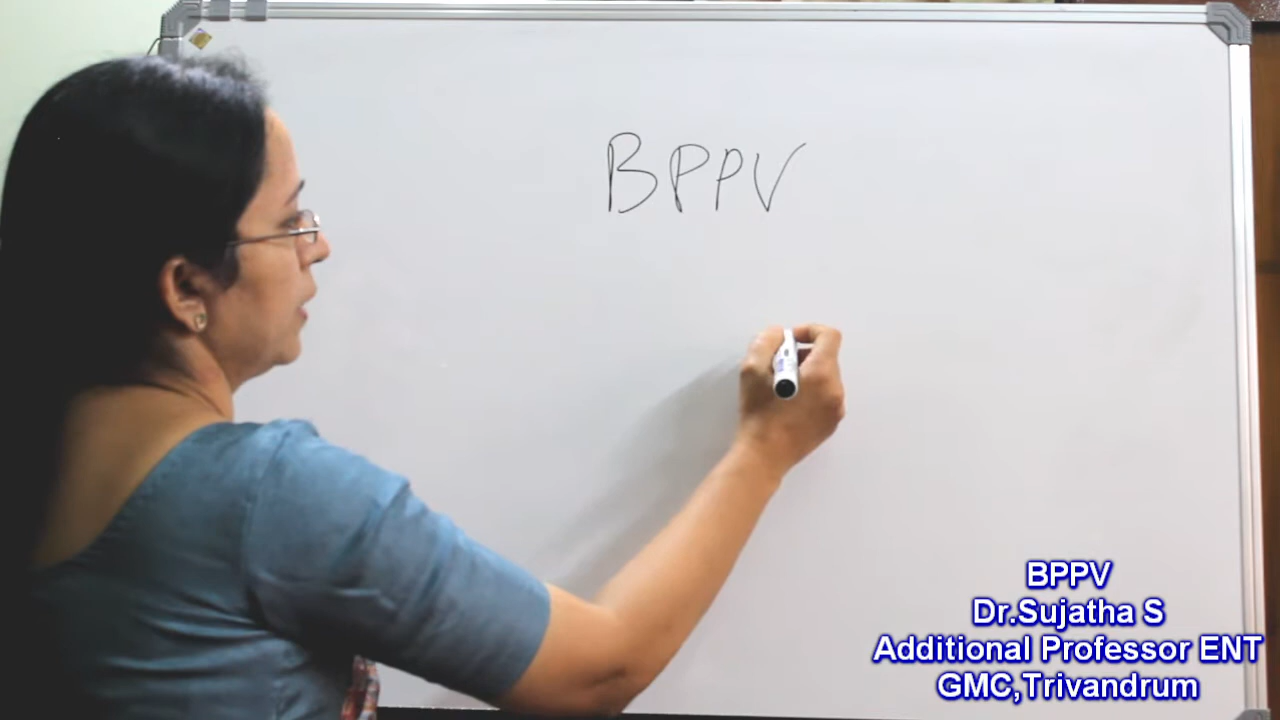 BPPV
BPPV
Dr.Sujatha S
Additional Professor ENT
GMC,Trivandrum